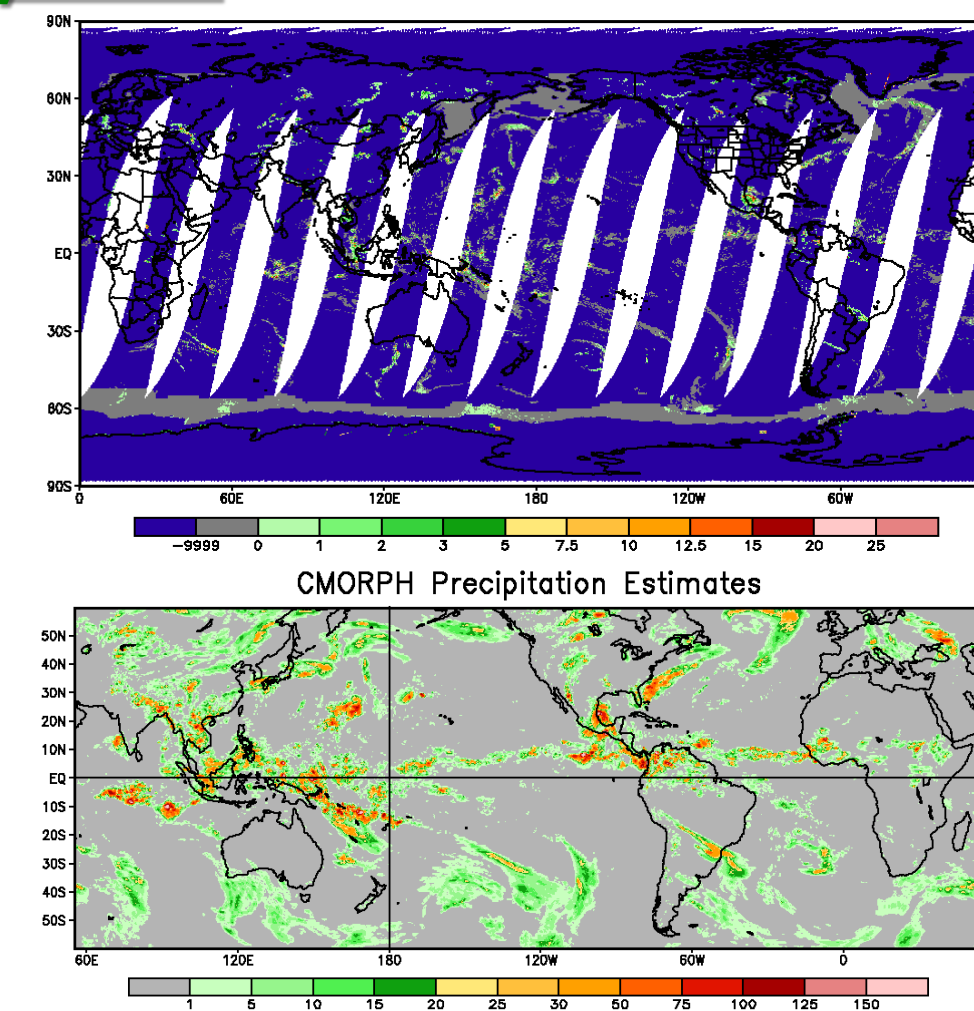 90N
60N
30N
EQ
30S
60S
90S
0 60E 120E 180 120W 60W
-9999 0 1 2 3 5 7.5 10 12.5 15 20 25
CMORPH Precipitation Estimates
50N
40N
30N
20N
10N
EQ
10S
20S
30S
40S
50S
60E 120E 180 120W 60W 0
1 5 10 15 20 25 30 50 75 100 125 150